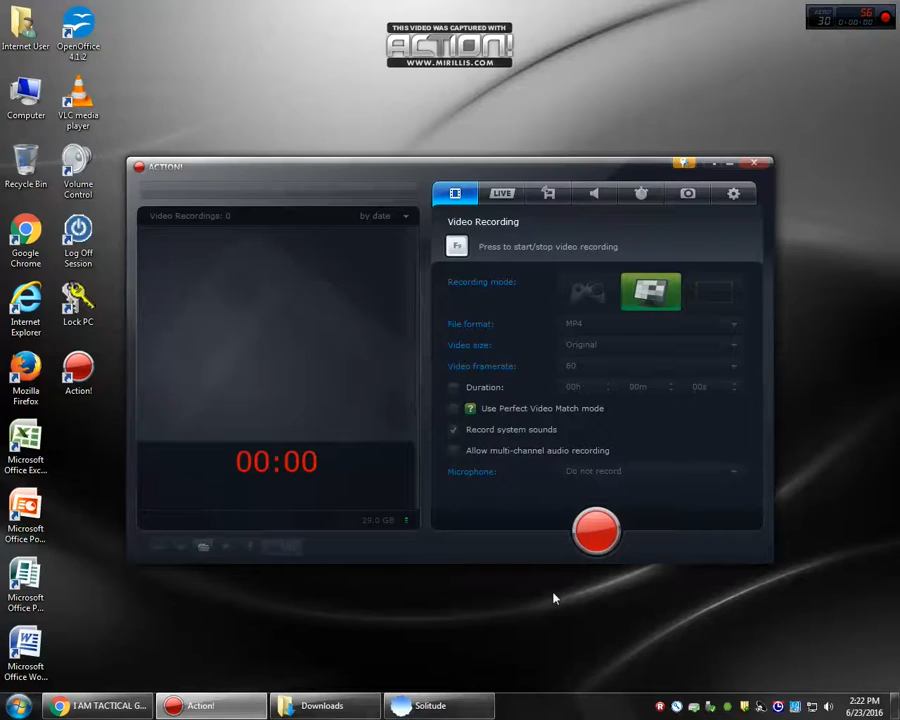 THIS VIDEO WAS CAPTURED WITH
ACTION!
WWW.MIRILLIS.COM
30
56
0:00:00
Internet User
OpenOffice 4.1.2
Computer
VLC media player
Recycle Bin
Volume Control
Google Chrome
Log Off Session
Internet Explorer
Lock PC
Mozilla Firefox
Action!
Microsoft Office Exc...
Microsoft Office Po...
Microsoft Office P...
Microsoft Office Wo...
ACTION!
Video Recordings: 0
by date
00:00
29.0 GB
LIVE
Video Recording
F9
Press to start/stop video recording
Recording mode:
File format:
MP4
Video size:
Original
Video framerate:
60
Duration:
00h
00m
00s
? Use Perfect Video Match mode
Record system sounds
Allow multi-channel audio recording
Microphone:
Do not record
I AM TACTICAL G...
Action!
Downloads
Solitude
2:22 PM
6/23/2016